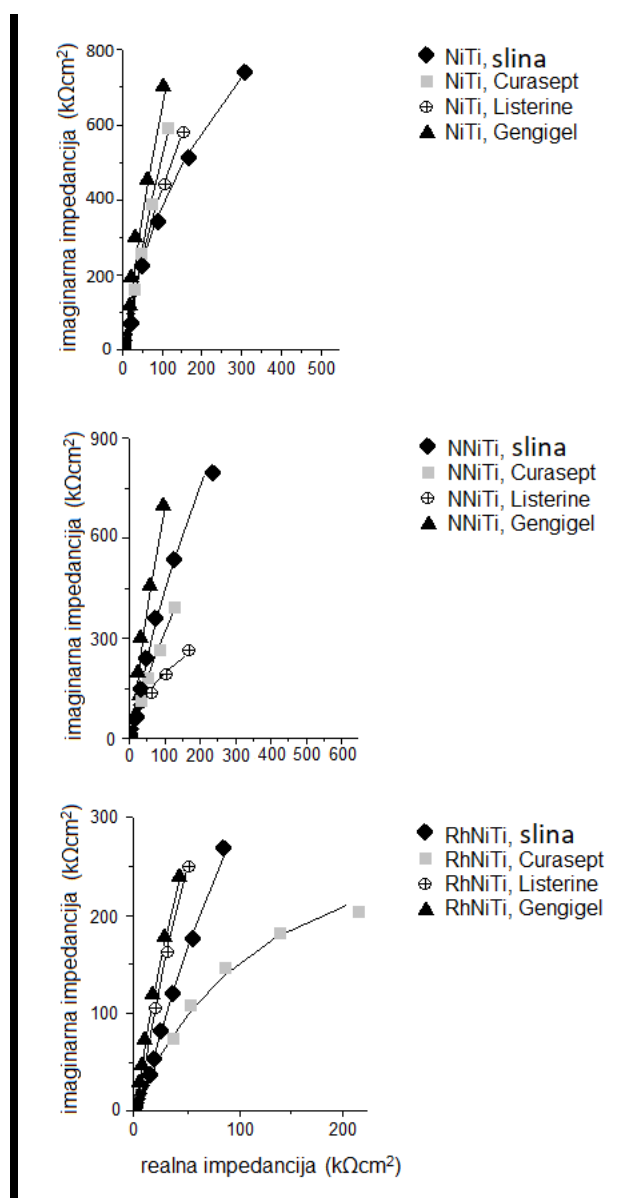 800
600
400
200
0
0 100 200 300 400 500
imaginarna impedancija (kΩcm²)
NiTi, slina
NiTi, Curasept
NiTi, Listerine
NiTi, Gengigel
900
600
300
0
0 100 200 300 400 500 600
imaginarna impedancija (kΩcm²)
NNiTi, slina
NNiTi, Curasept
NNiTi, Listerine
NNiTi, Gengigel
300
200
100
0
0 100 200
imaginarna impedancija (kΩcm²)
RhNiTi, slina
RhNiTi, Curasept
RhNiTi, Listerine
RhNiTi, Gengigel
realna impedancija (kΩcm²)